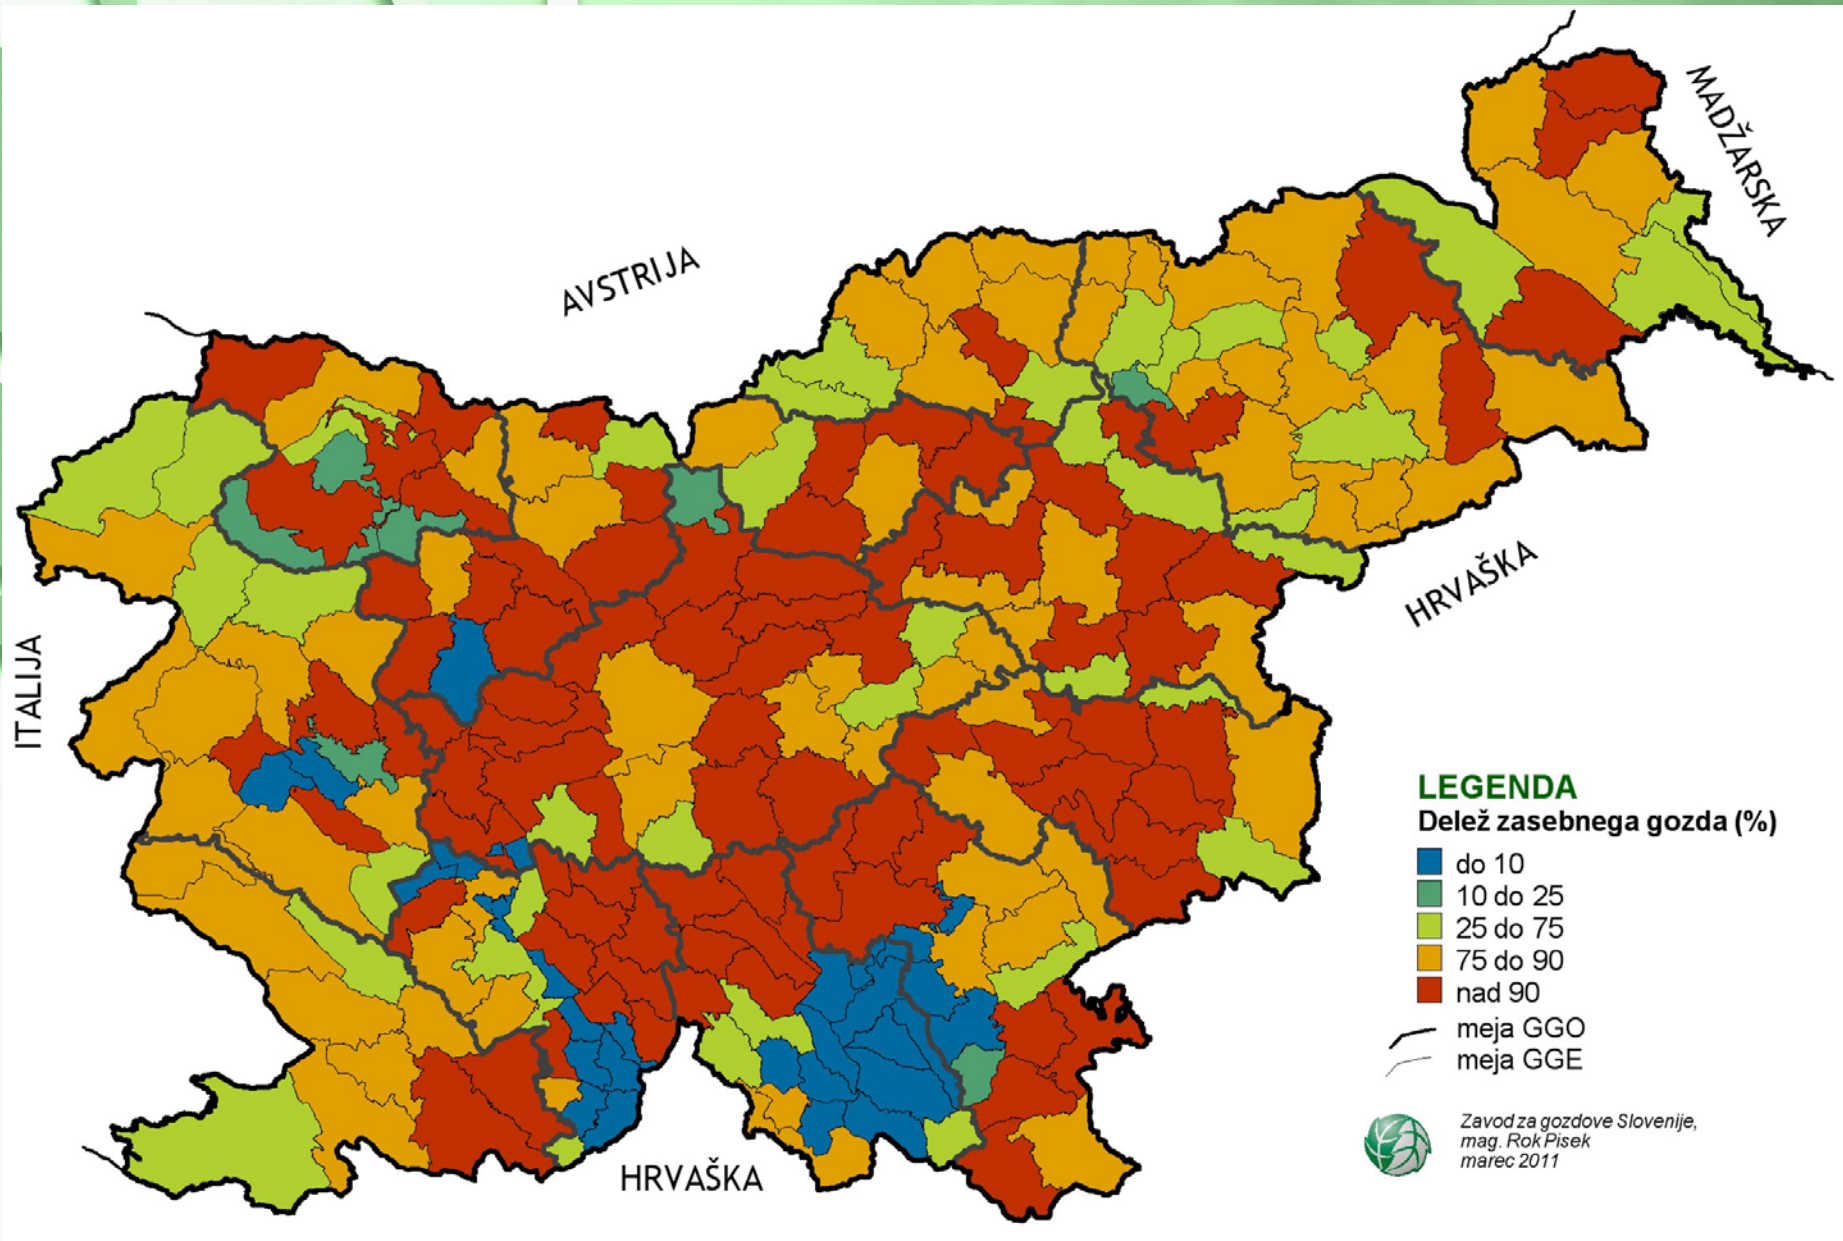 MADŽARSKA
AVSTRIJA
HRVAŠKA
ITALIJA
HRVAŠKA
LEGENDA
Delež zasebnega gozda (%)
do 10
10 do 25
25 do 75
75 do 90
nad 90
meja GGO
meja GGE
Zavod za gozdove Slovenije,
mag. Rok Pisek
marec 2011